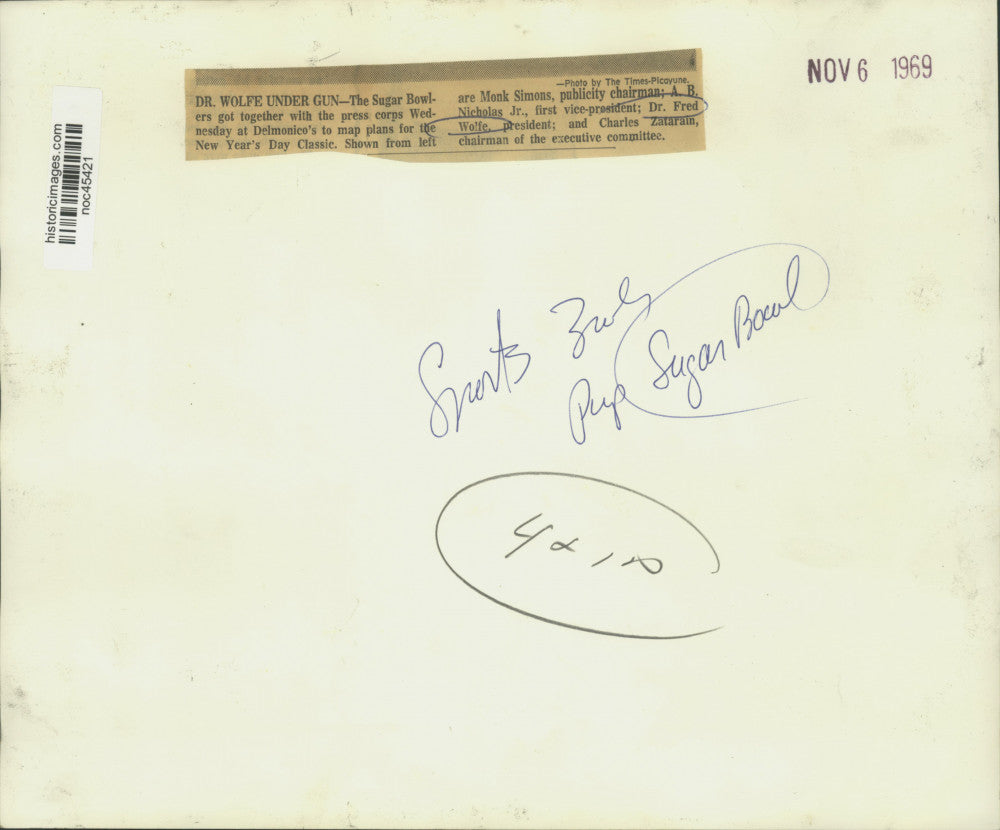 NOV 6 1969
historicimages.com
noc45421
—Photo by The Times-Picayune.
DR. WOLFE UNDER GUN—The Sugar Bowl-
ers got together with the press corps Wed-
nesday at Delmonico's to map plans for the
New Year's Day Classic. Shown from left
are Monk Simons, publicity chairman; A. B.
Nicholas Jr., first vice-president; Dr. Fred
Wolfe, president; and Charles Zatarain,
chairman of the executive committee.
Sports
Sugar Bowl
4 x 10